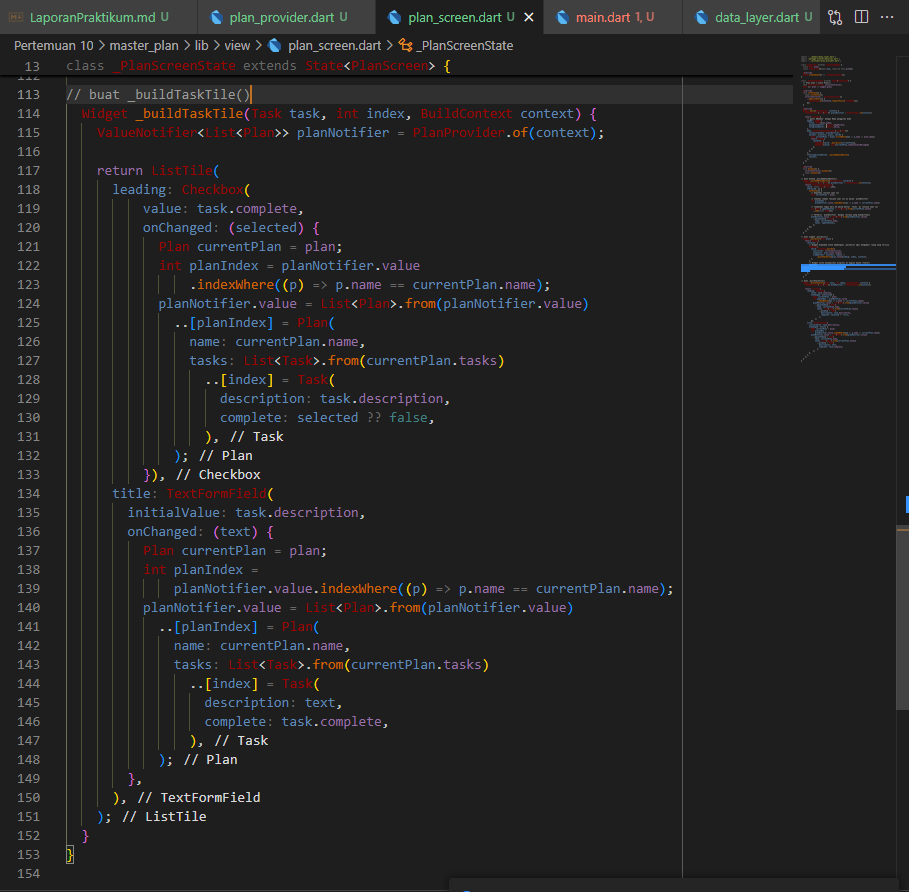 LaporanPraktikum.md U plan_provider.dart U plan_screen.dart U main.dart 1, U data_layer.dart U
Pertemuan 10 > master_plan > lib > view > plan_screen.dart > _PlanScreenState
13 class _PlanScreenState extends State<PlanScreen> {
112
113 // buat _buildTaskTile()
114 Widget _buildTaskTile(Task task, int index, BuildContext context) {
115 ValueNotifier<List<Plan>> planNotifier = PlanProvider.of(context);
116
117 return ListTile(
118 leading: Checkbox(
119 value: task.complete,
120 onChanged: (selected) {
121 Plan currentPlan = plan;
122 int planIndex = planNotifier.value
123 .indexWhere((p) => p.name == currentPlan.name);
124 planNotifier.value = List<Plan>.from(planNotifier.value)
125 ..[planIndex] = Plan(
126 name: currentPlan.name,
127 tasks: List<Task>.from(currentPlan.tasks)
128 ..[index] = Task(
129 description: task.description,
130 complete: selected ?? false,
131 ), // Task
132 ); // Plan
133 }), // Checkbox
134 title: TextFormField(
135 initialValue: task.description,
136 onChanged: (text) {
137 Plan currentPlan = plan;
138 int planIndex =
139 planNotifier.value.indexWhere((p) => p.name == currentPlan.name);
140 planNotifier.value = List<Plan>.from(planNotifier.value)
141 ..[planIndex] = Plan(
142 name: currentPlan.name,
143 tasks: List<Task>.from(currentPlan.tasks)
144 ..[index] = Task(
145 description: text,
146 complete: task.complete,
147 ), // Task
148 ); // Plan
149 },
150 ), // TextFormField
151 ); // ListTile
152 }
153 }
154